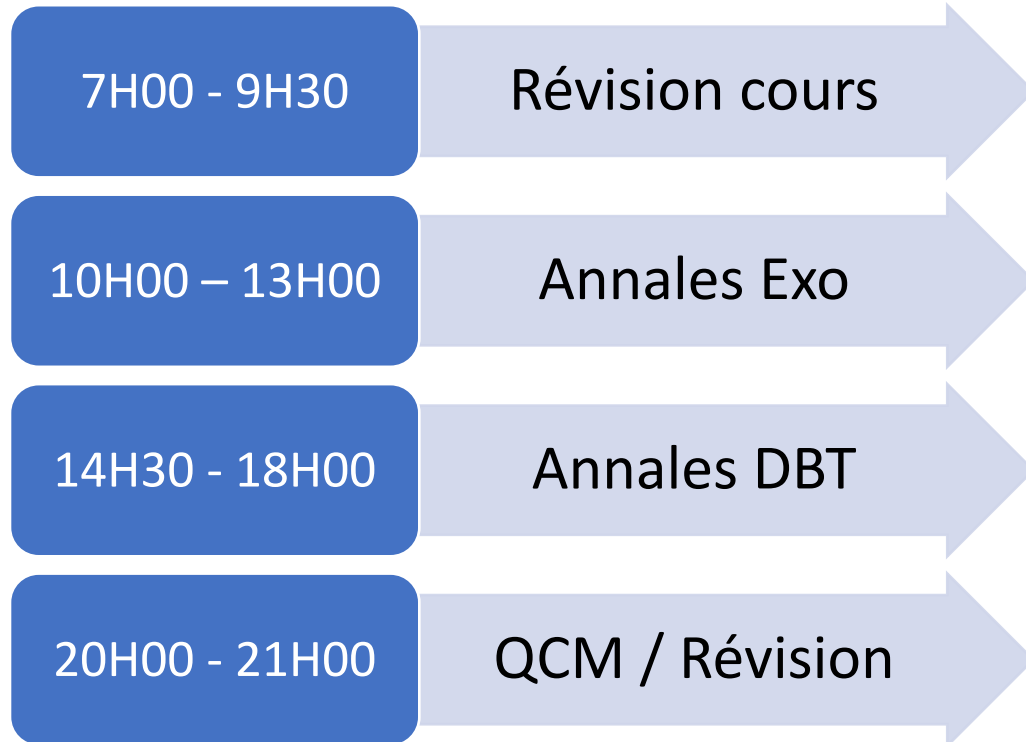 7H00 - 9H30
Révision cours
10H00 – 13H00
Annales Exo
14H30 - 18H00
Annales DBT
20H00 - 21H00
QCM / Révision